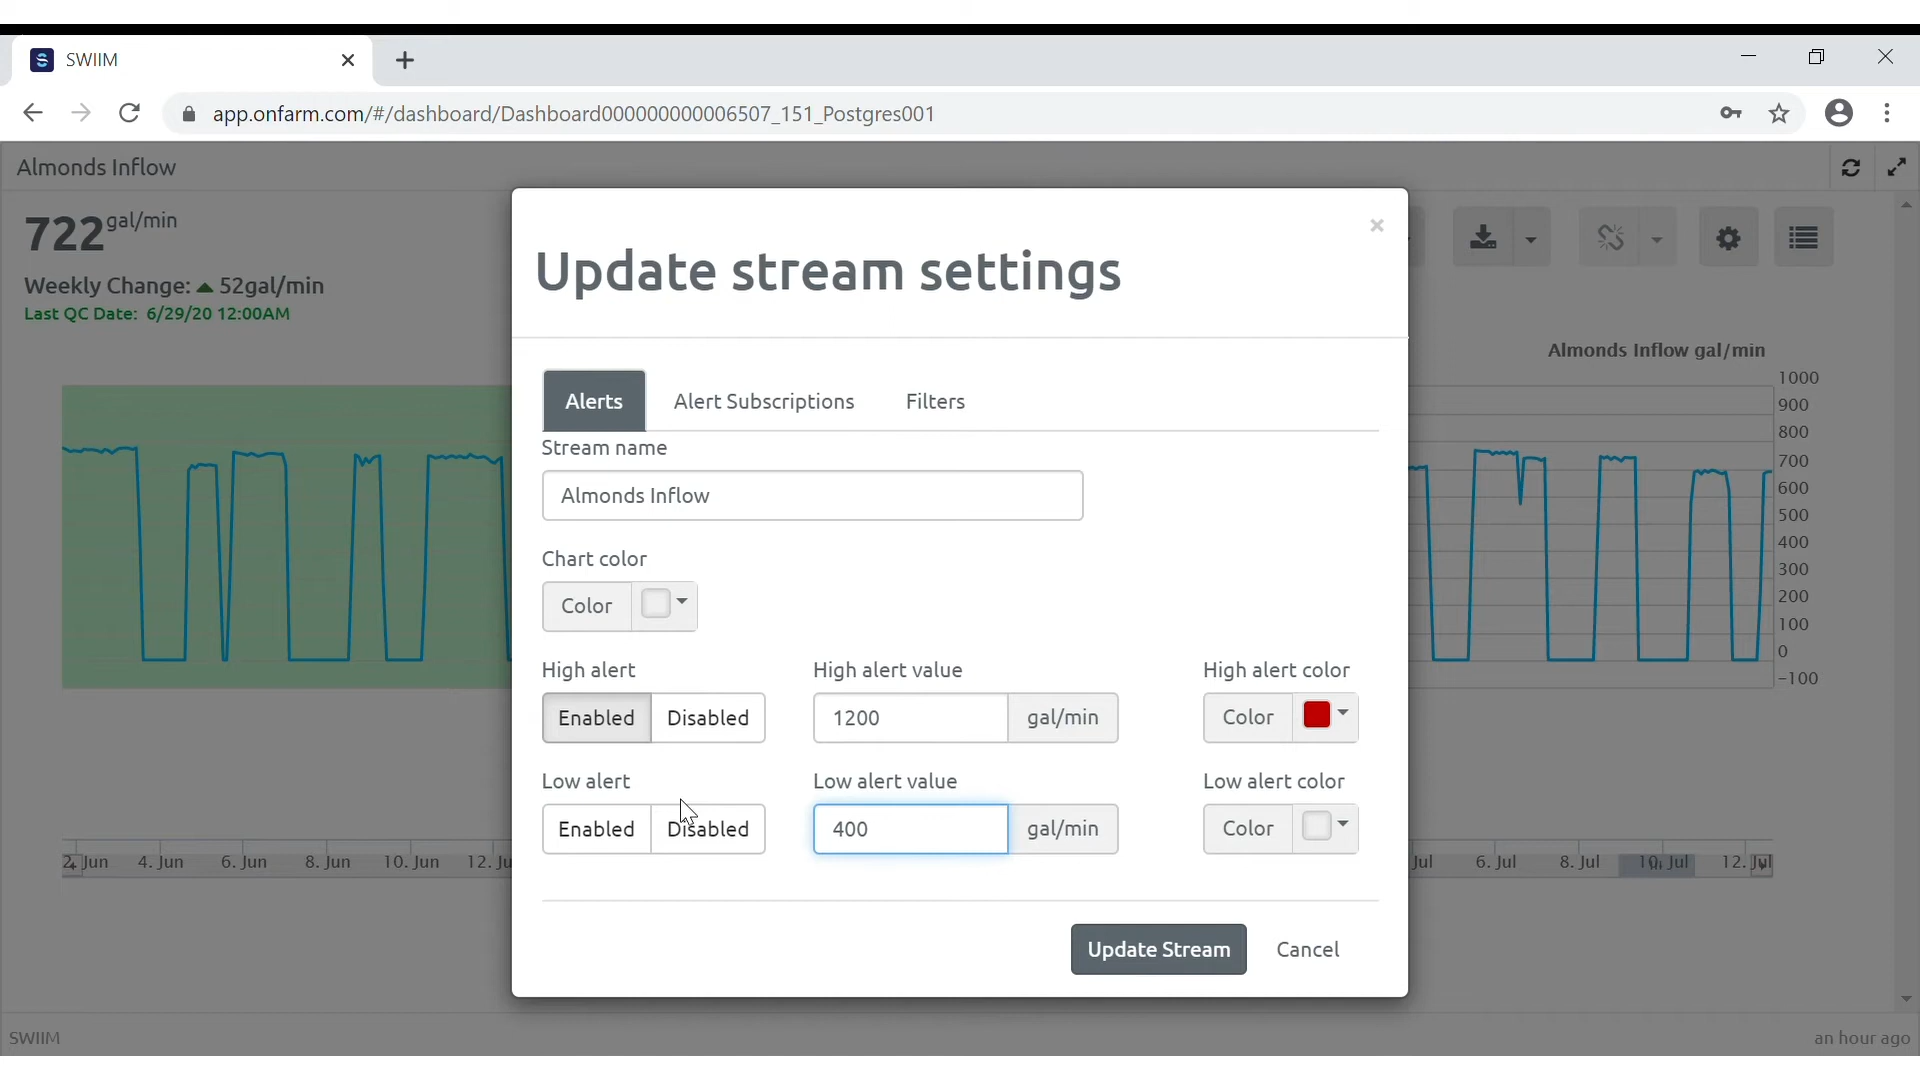 SWIIM
app.onfarm.com/#/dashboard/Dashboard000000000006507_151_Postgres001
Almonds Inflow
722 gal/min
Weekly Change: 52gal/min
Last QC Date: 6/29/20 12:00AM
Update stream settings
Alerts Alert Subscriptions Filters
Stream name
Almonds Inflow
Chart color
Color
High alert High alert value High alert color
Enabled Disabled 1200 gal/min Color
Low alert Low alert value Low alert color
Enabled Disabled 400 gal/min Color
Update Stream Cancel
Almonds Inflow gal/min
1000
900
800
700
600
500
400
300
200
100
0
-100
2. Jun 4. Jun 6. Jun 8. Jun 10. Jun 12. Ju Jul 6. Jul 8. Jul 10. Jul 12. Jul
SWIIM
an hour ago